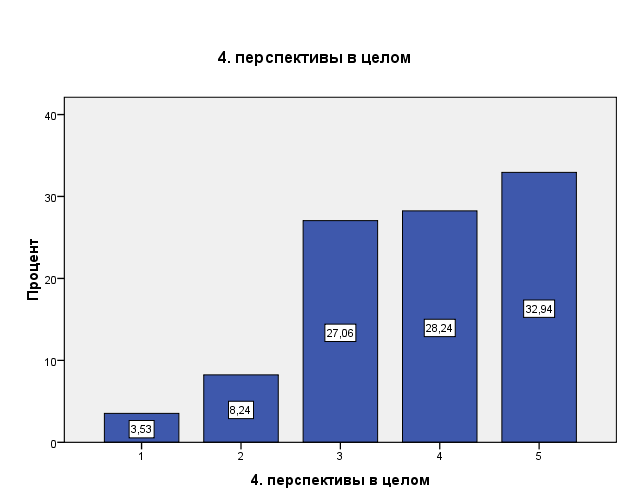 4. перспективы в целом
Процент
40
30
20
10
0
3,53
8,24
27,06
28,24
32,94
1 2 3 4 5
4. перспективы в целом